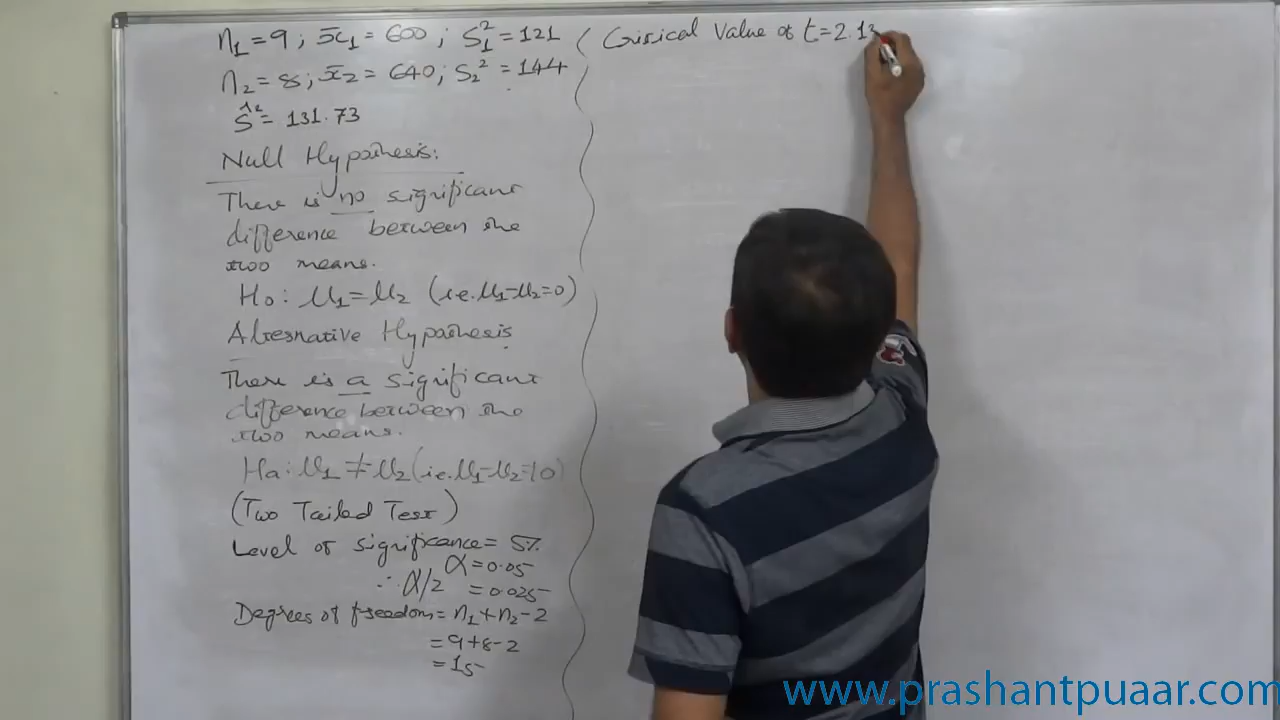 n₁ = 9 ; x̄₁ = 600 ; S₁² = 121
n₂ = 8 ; x̄₂ = 640 ; S₂² = 144
Ŝ² = 131.73
Null Hypothesis:
There is no significant
difference between the
two means.
H₀ : μ₁ = μ₂ (i.e. μ₁-μ₂=0)
Alternative Hypothesis
There is a significant
difference between the
two means.
Ha : μ₁ ≠ μ₂ (i.e. μ₁-μ₂≠0)
(Two Tailed Test)
Level of significance = 5%
α = 0.05
∴ α/2 = 0.025
Degrees of freedom = n₁+n₂-2
= 9+8-2
= 15
Critical Value of t = 2.13
www.prashantpuaar.com